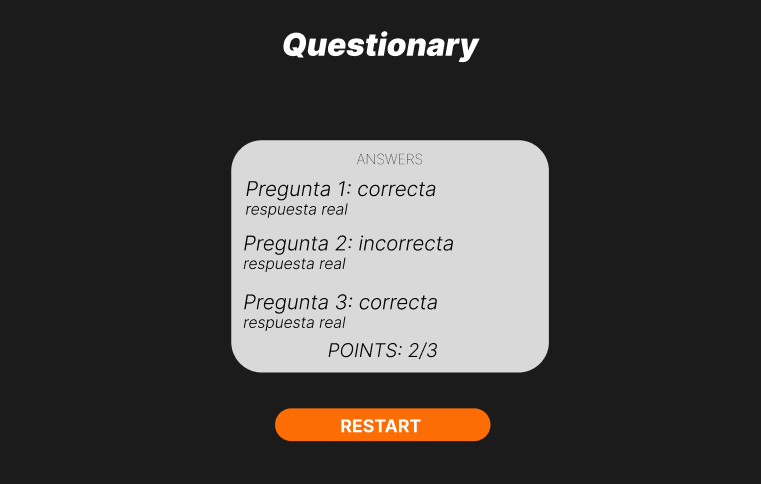 Questionary
ANSWERS
Pregunta 1: correcta
respuesta real
Pregunta 2: incorrecta
respuesta real
Pregunta 3: correcta
respuesta real
POINTS: 2/3
RESTART